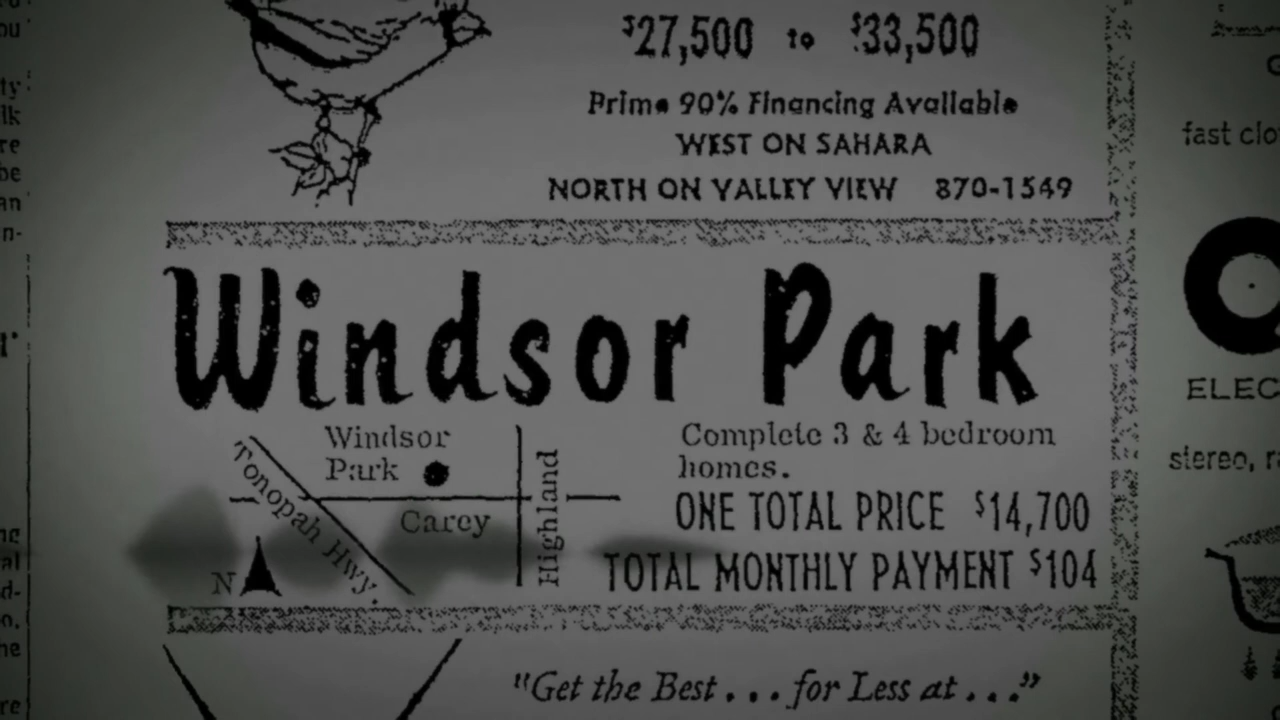 $27,500 to $33,500
Prime 90% Financing Available
WEST ON SAHARA
NORTH ON VALLEY VIEW 870-1549
Windsor Park
Windsor
Park
Tonopah Hwy.
Carey
Highland
N
Complete 3 & 4 bedroom
homes.
ONE TOTAL PRICE $14,700
TOTAL MONTHLY PAYMENT $104
"Get the Best . . . for Less at . . ."
fast clo
ELEC
stereo, ra